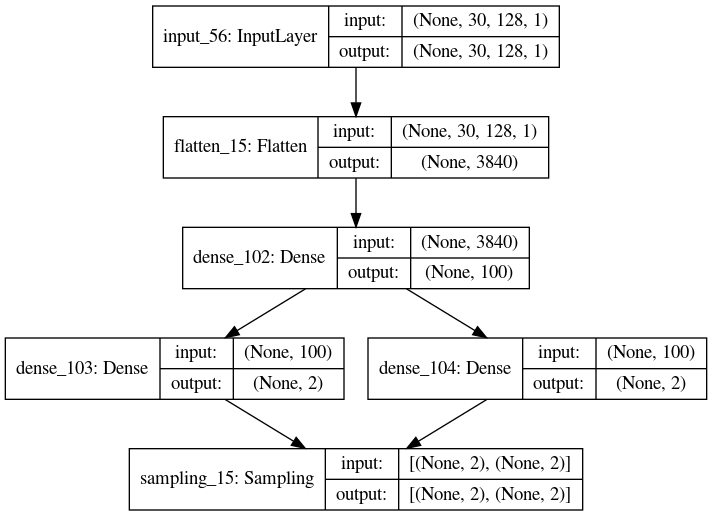 input_56: InputLayer
input:
(None, 30, 128, 1)
output:
(None, 30, 128, 1)
flatten_15: Flatten
input:
(None, 30, 128, 1)
output:
(None, 3840)
dense_102: Dense
input:
(None, 3840)
output:
(None, 100)
dense_103: Dense
input:
(None, 100)
output:
(None, 2)
dense_104: Dense
input:
(None, 100)
output:
(None, 2)
sampling_15: Sampling
input:
[(None, 2), (None, 2)]
output:
[(None, 2), (None, 2)]